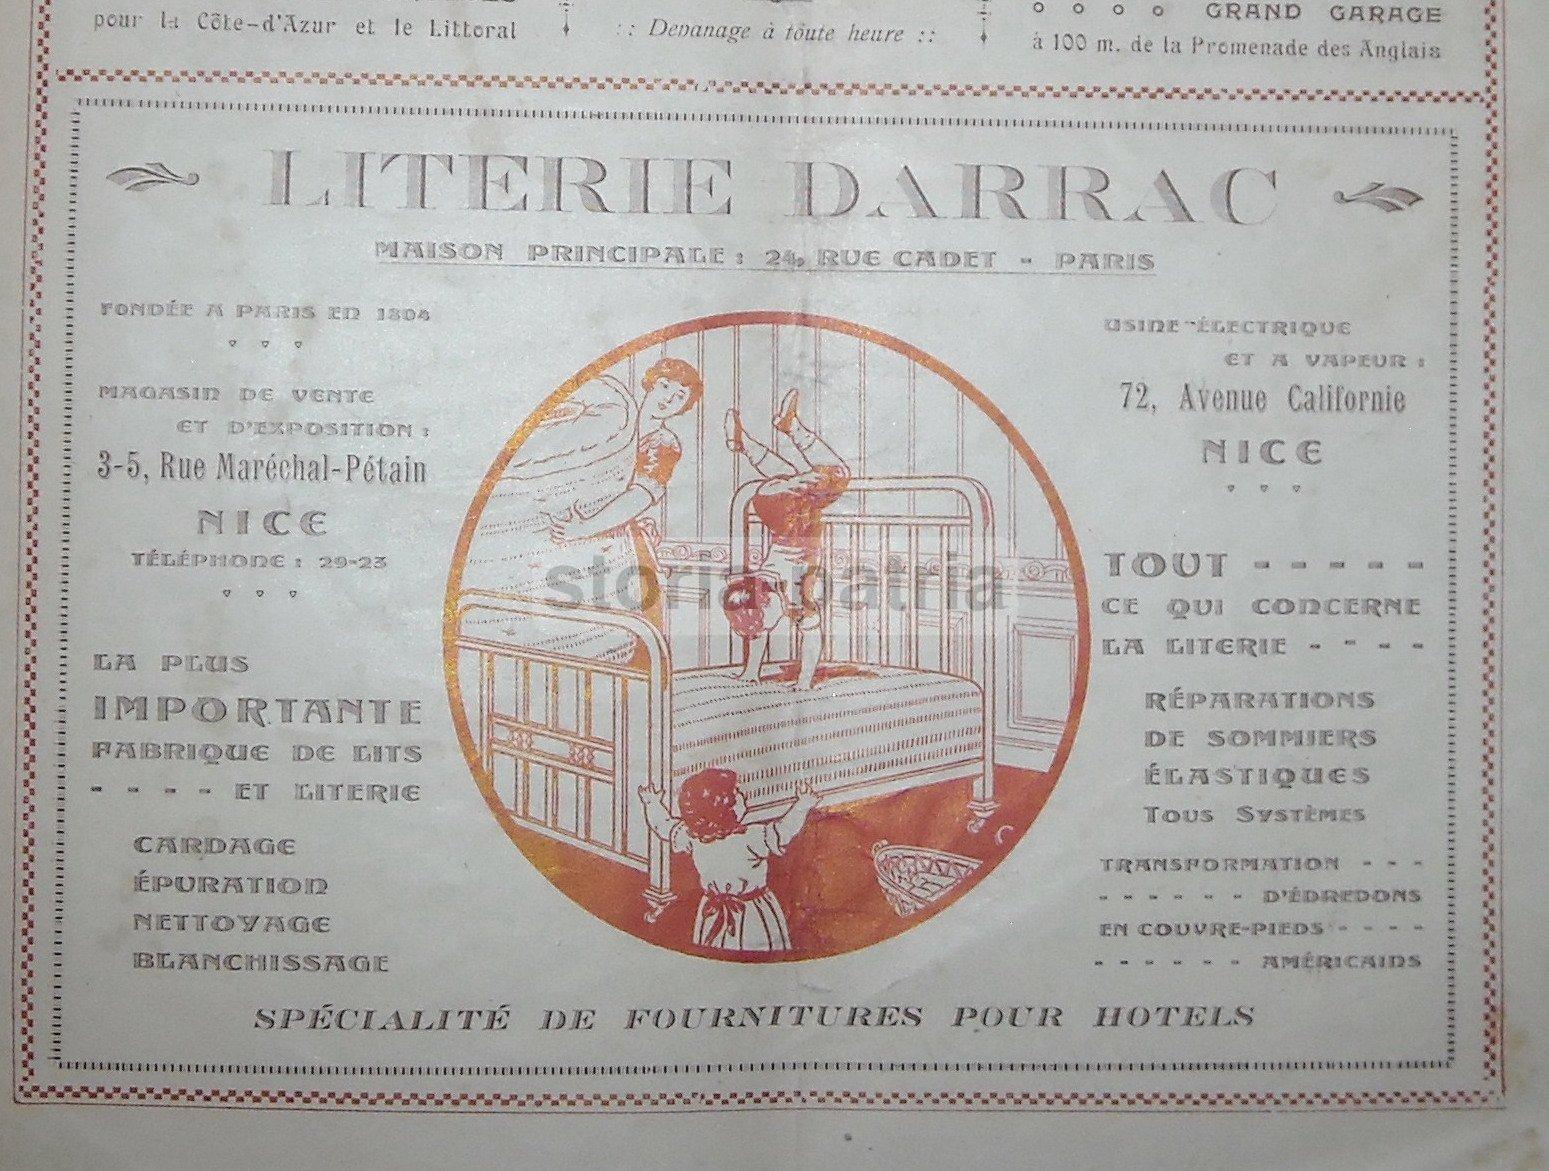 pour la Côte-d'Azur et le Littoral
:: Depanage à toute heure ::
GRAND GARAGE
à 100 m. de la Promenade des Anglais
LITERIE DARRAC
MAISON PRINCIPALE : 24, RUE CADET - PARIS
FONDÉE A PARIS EN 1804
MAGASIN DE VENTE
ET D'EXPOSITION :
3-5, Rue Maréchal-Pétain
NICE
TÉLÉPHONE : 29-23
LA PLUS
IMPORTANTE
FABRIQUE DE LITS
- - - - ET LITERIE
CARDAGE
ÉPURATION
NETTOYAGE
BLANCHISSAGE
USINE ÉLECTRIQUE
ET A VAPEUR :
72, Avenue Californie
NICE
TOUT - - - - -
CE QUI CONCERNE
LA LITERIE - - - -
RÉPARATIONS
DE SOMMIERS
ÉLASTIQUES
TOUS SYSTÈMES
TRANSFORMATION - - -
- - - - - - D'ÉDREDONS
EN COUVRE-PIEDS - - - -
- - - - - - AMÉRICAINS
SPÉCIALITÉ DE FOURNITURES POUR HOTELS
storia patria